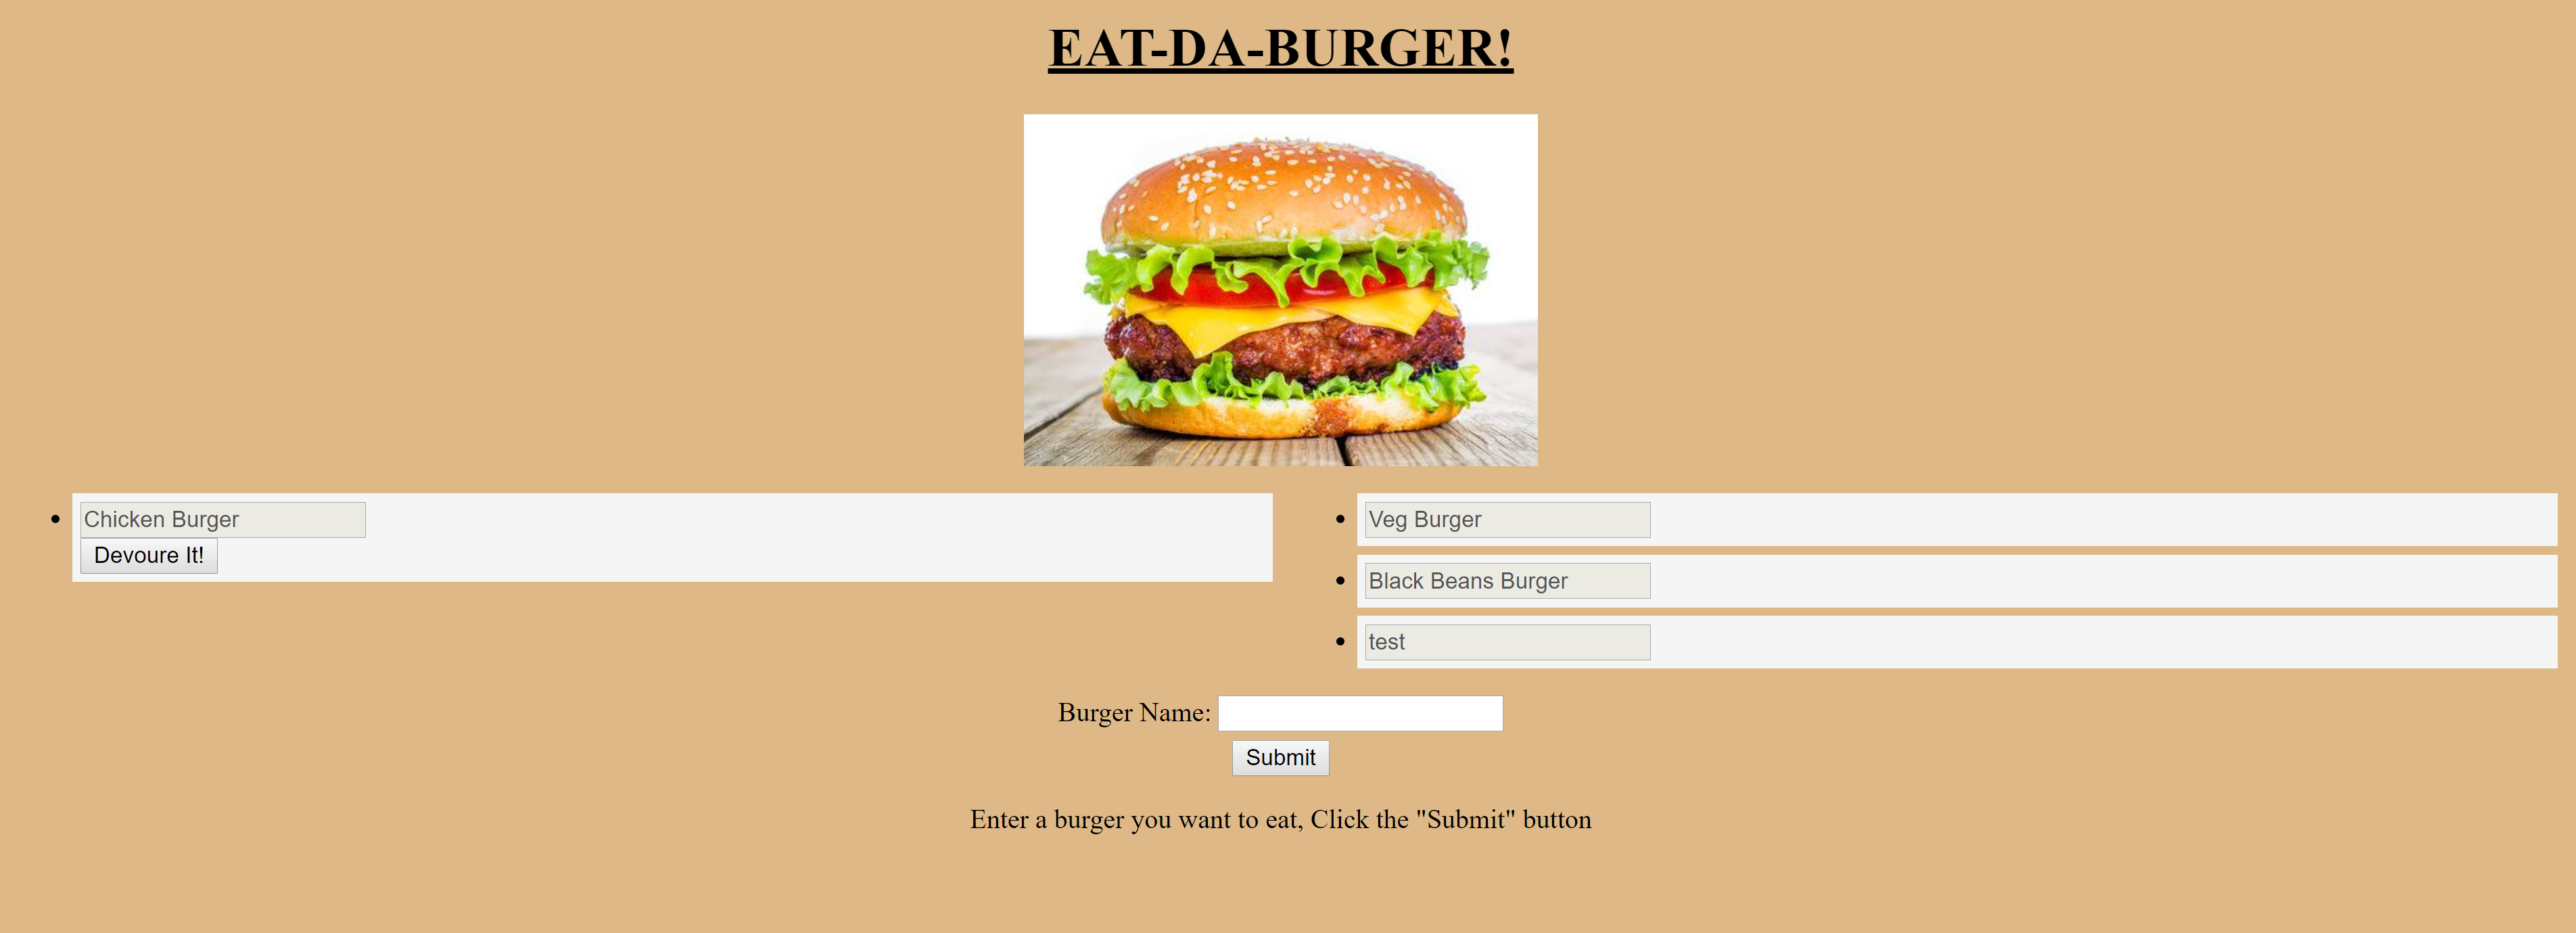 EAT-DA-BURGER!
Chicken Burger
Devoure It!
Veg Burger
Black Beans Burger
test
Burger Name:
Submit
Enter a burger you want to eat, Click the "Submit" button